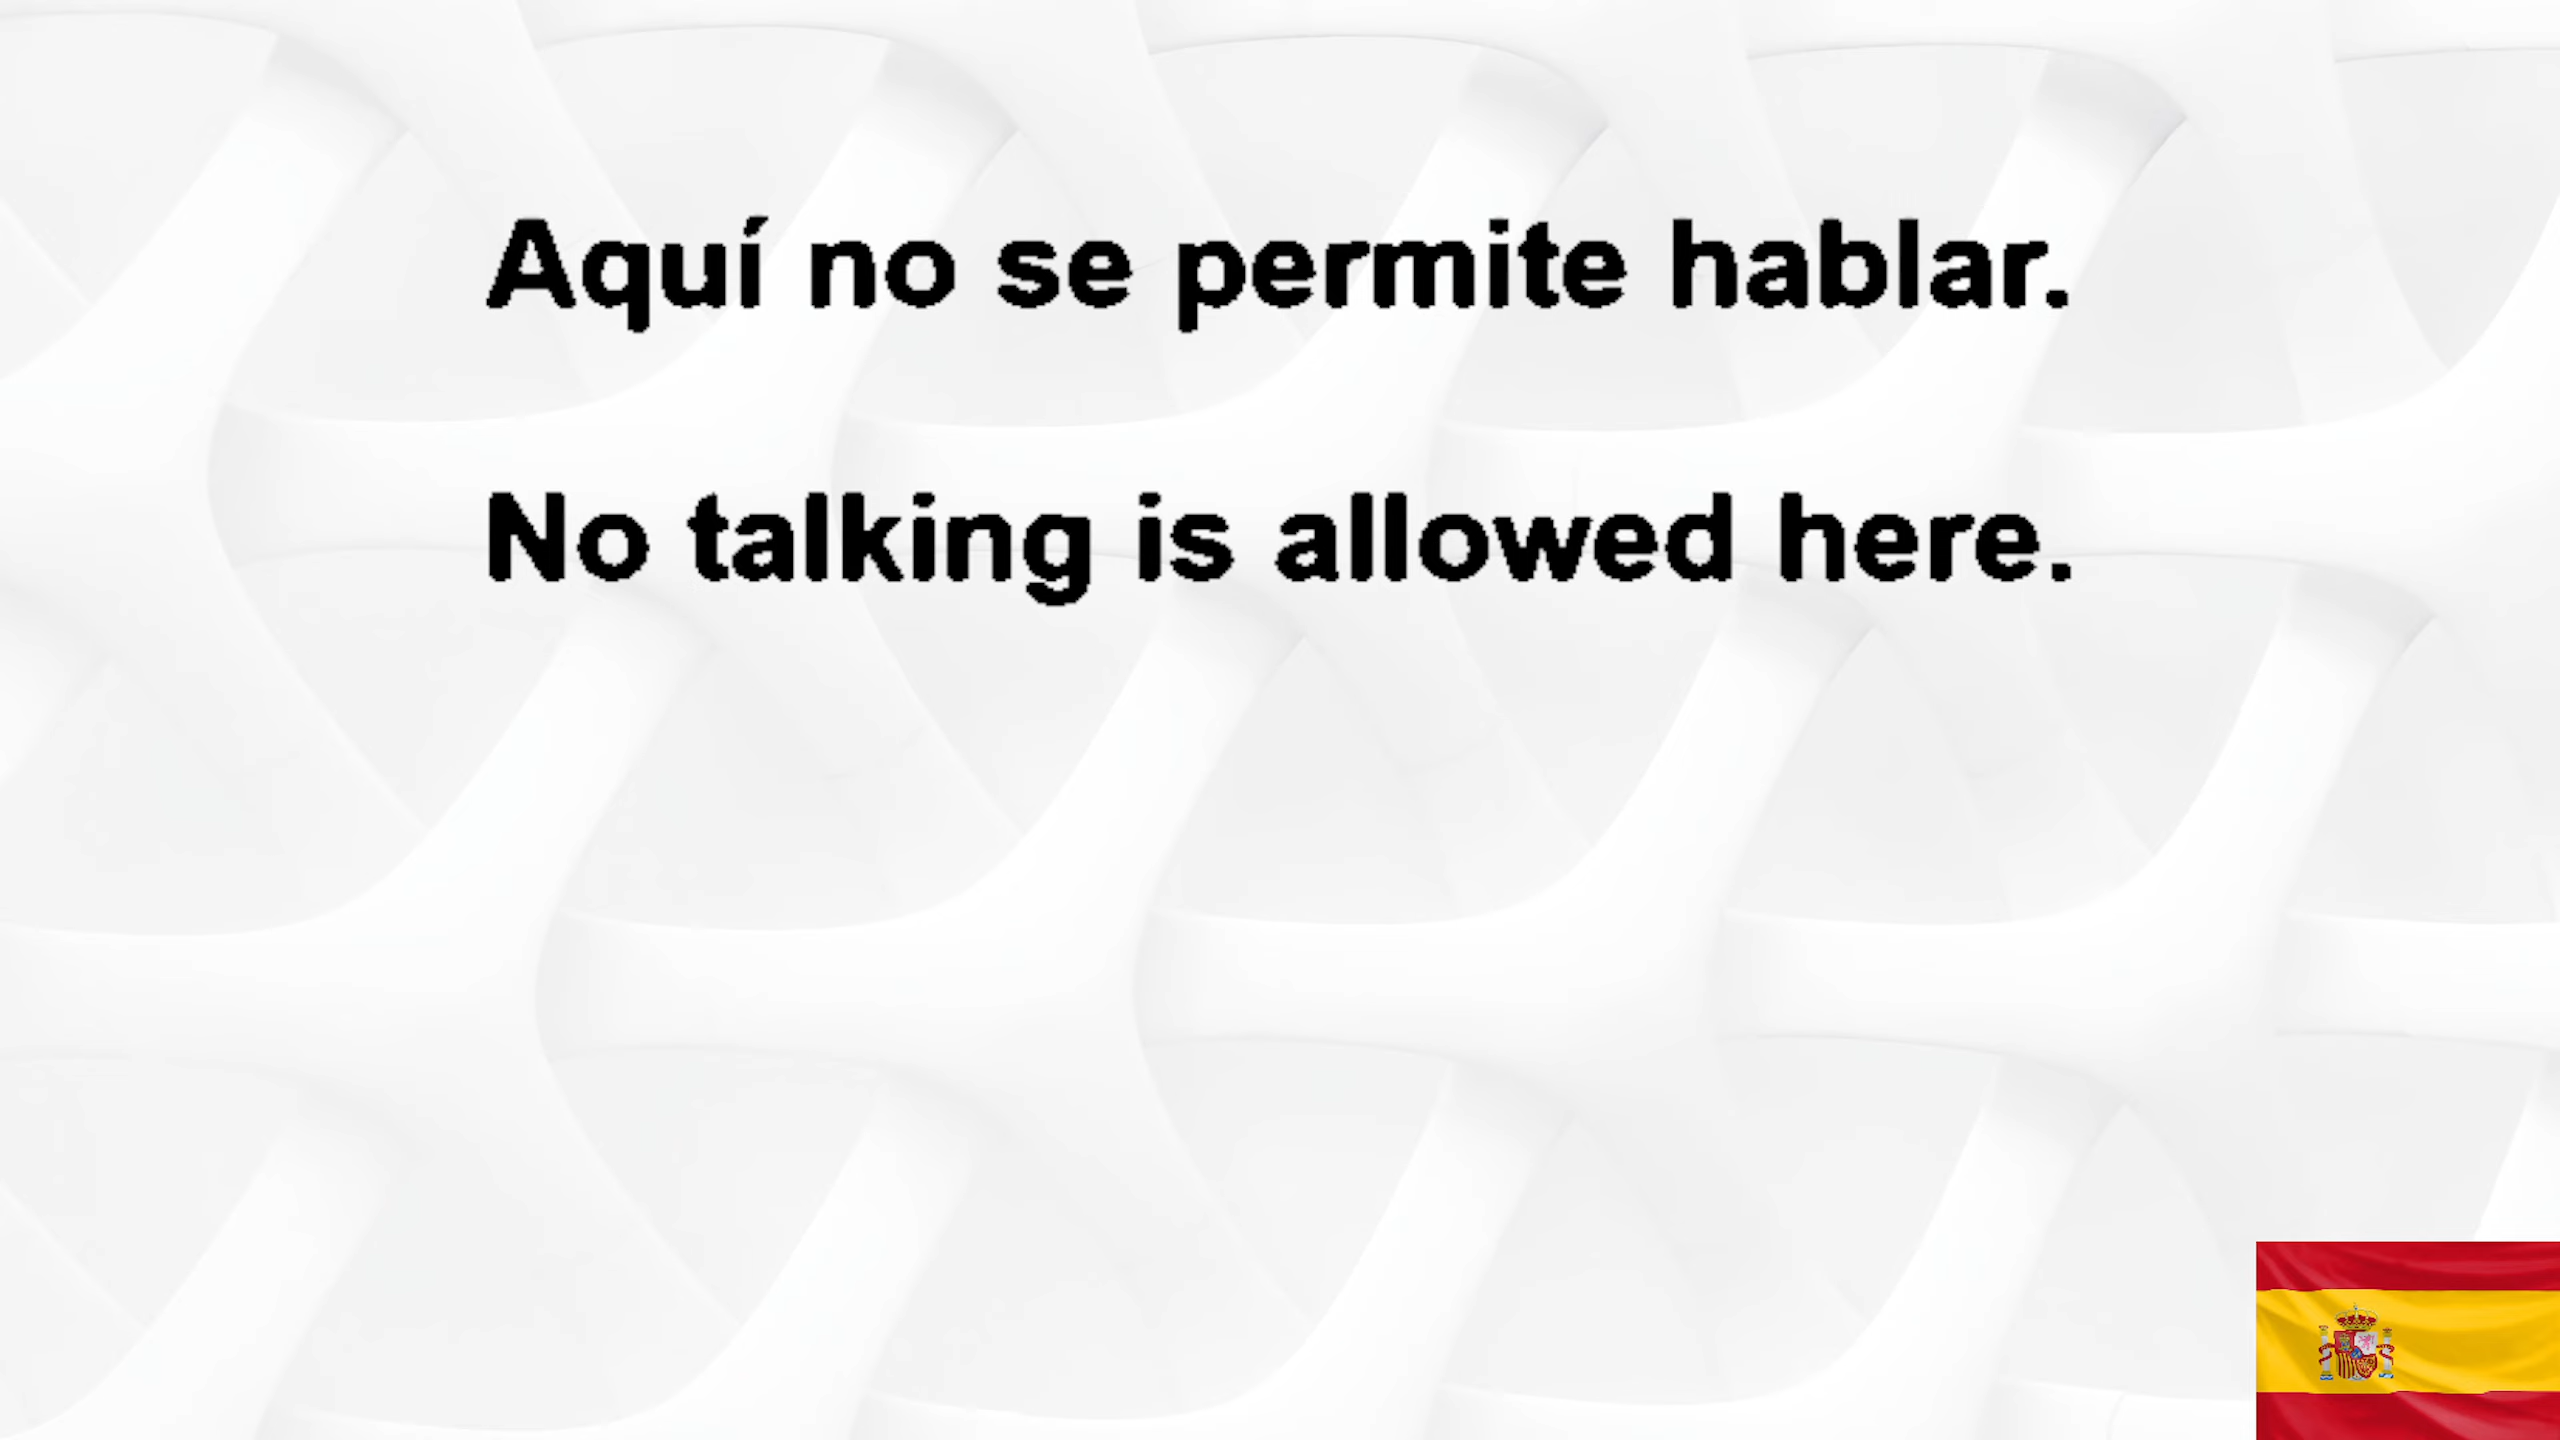 Aquí no se permite hablar.
No talking is allowed here.